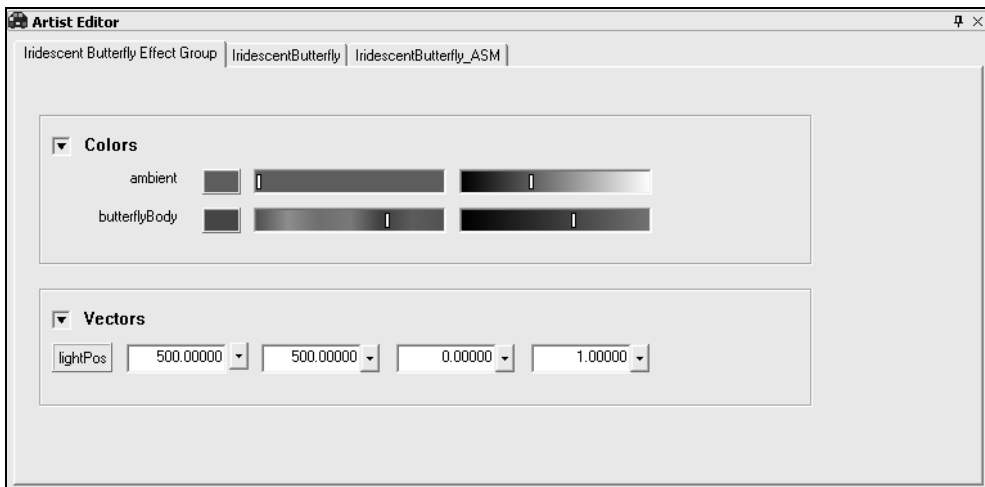 Artist Editor
Iridescent Butterfly Effect Group IridescentButterfly IridescentButterfly_ASM
Colors
ambient
butterflyBody
Vectors
lightPos 500.00000 500.00000 0.00000 1.00000